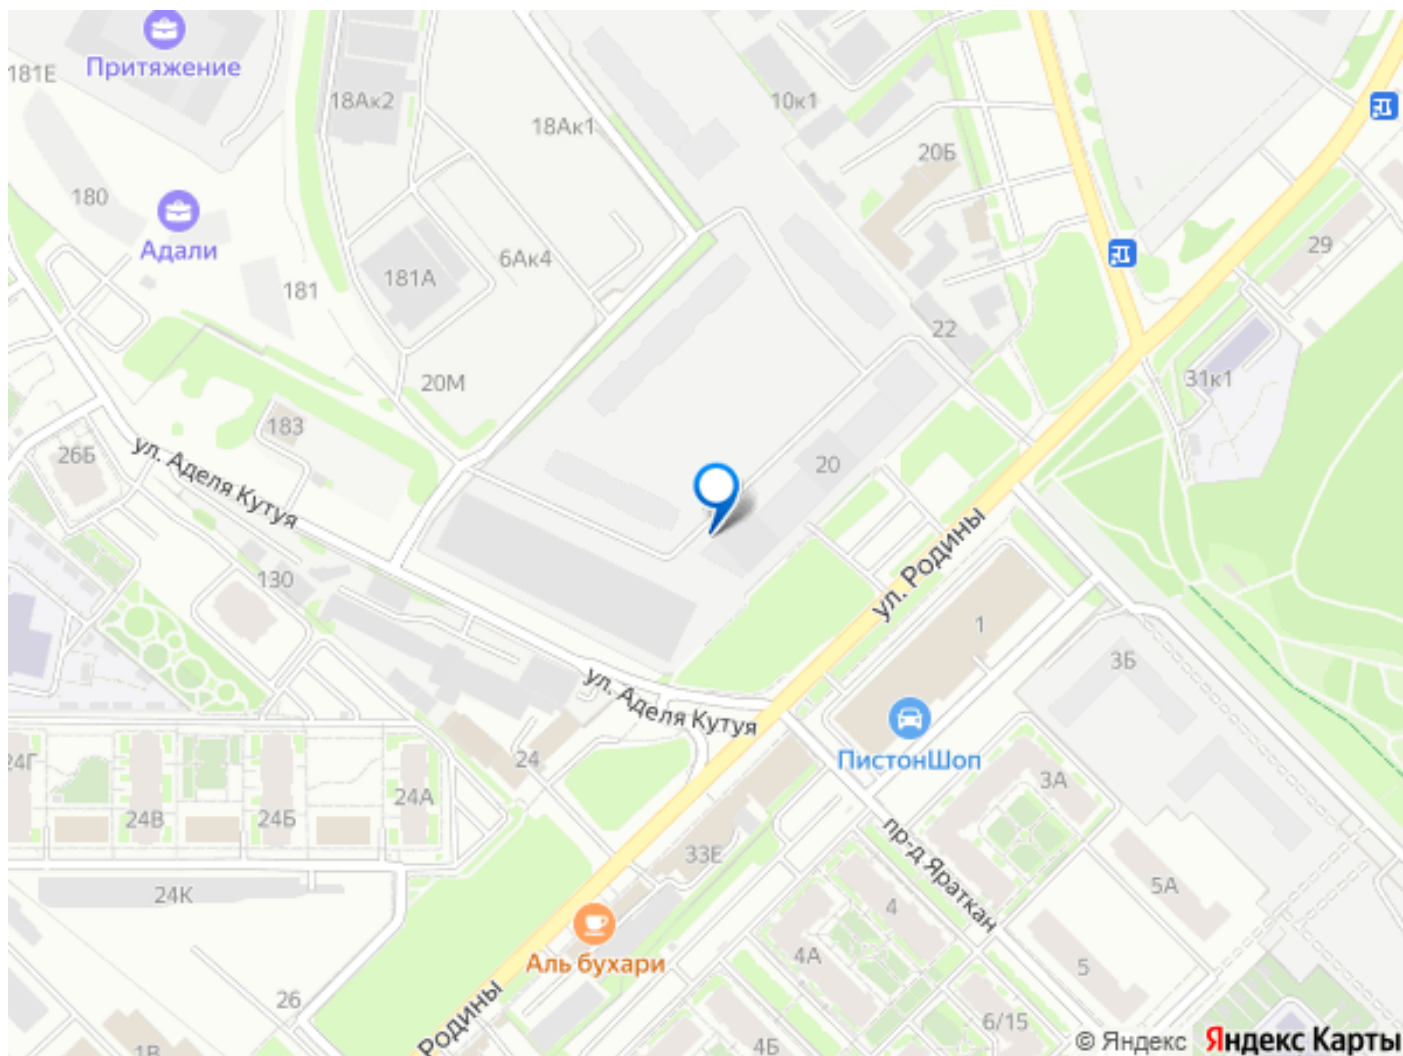 Притяжение
181Е
18Ак2
10к1
18Ак1
20Б
180
Адали
29
6Ак4
181А
181
22
31к1
20М
183
26Б
ул. Аделя Кутуя
20
ул. Родины
130
1
3Б
ул. Аделя Кутуя
ПистонШоп
24
24Г
3А
24А
24В
24Б
33Е
пр-д Яраткан
5А
24К
4
Аль бухари
4А
5
26
Родины
6/15
4Б
1В
© Яндекс Яндекс Карты